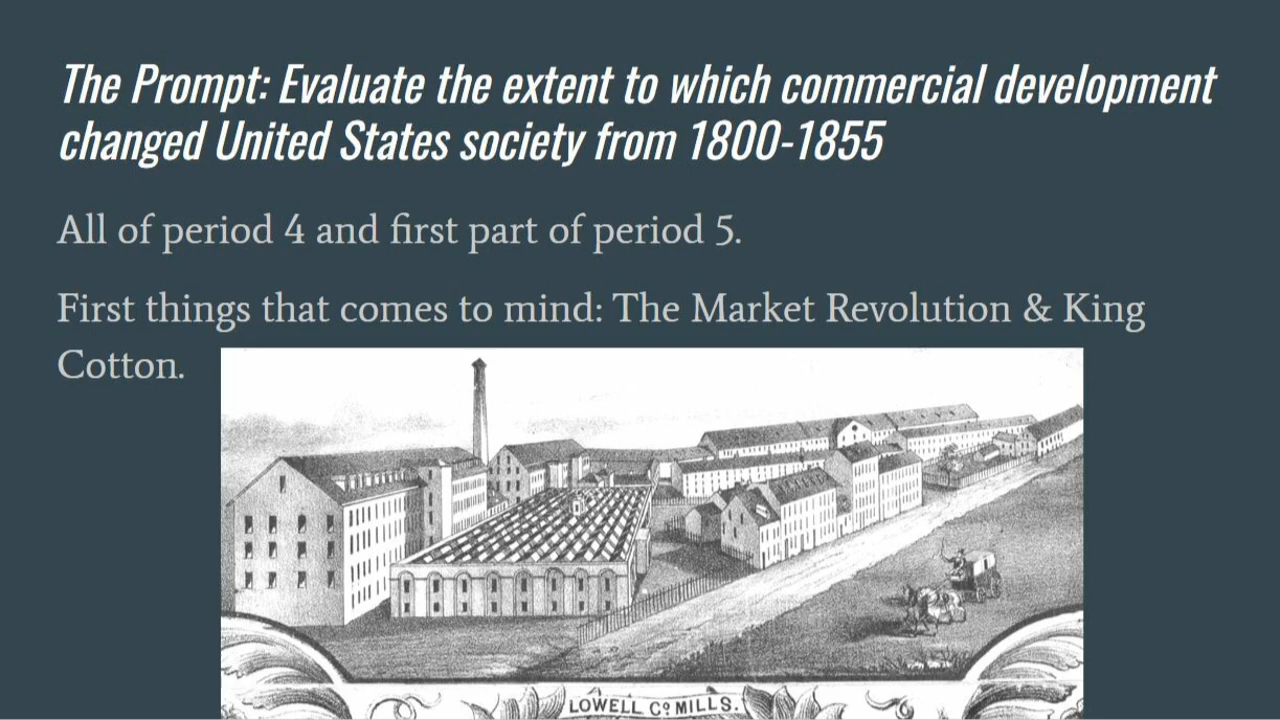 The Prompt: Evaluate the extent to which commercial development
changed United States society from 1800-1855
All of period 4 and first part of period 5.
First things that comes to mind: The Market Revolution & King
Cotton.
LOWELL Co MILLS.